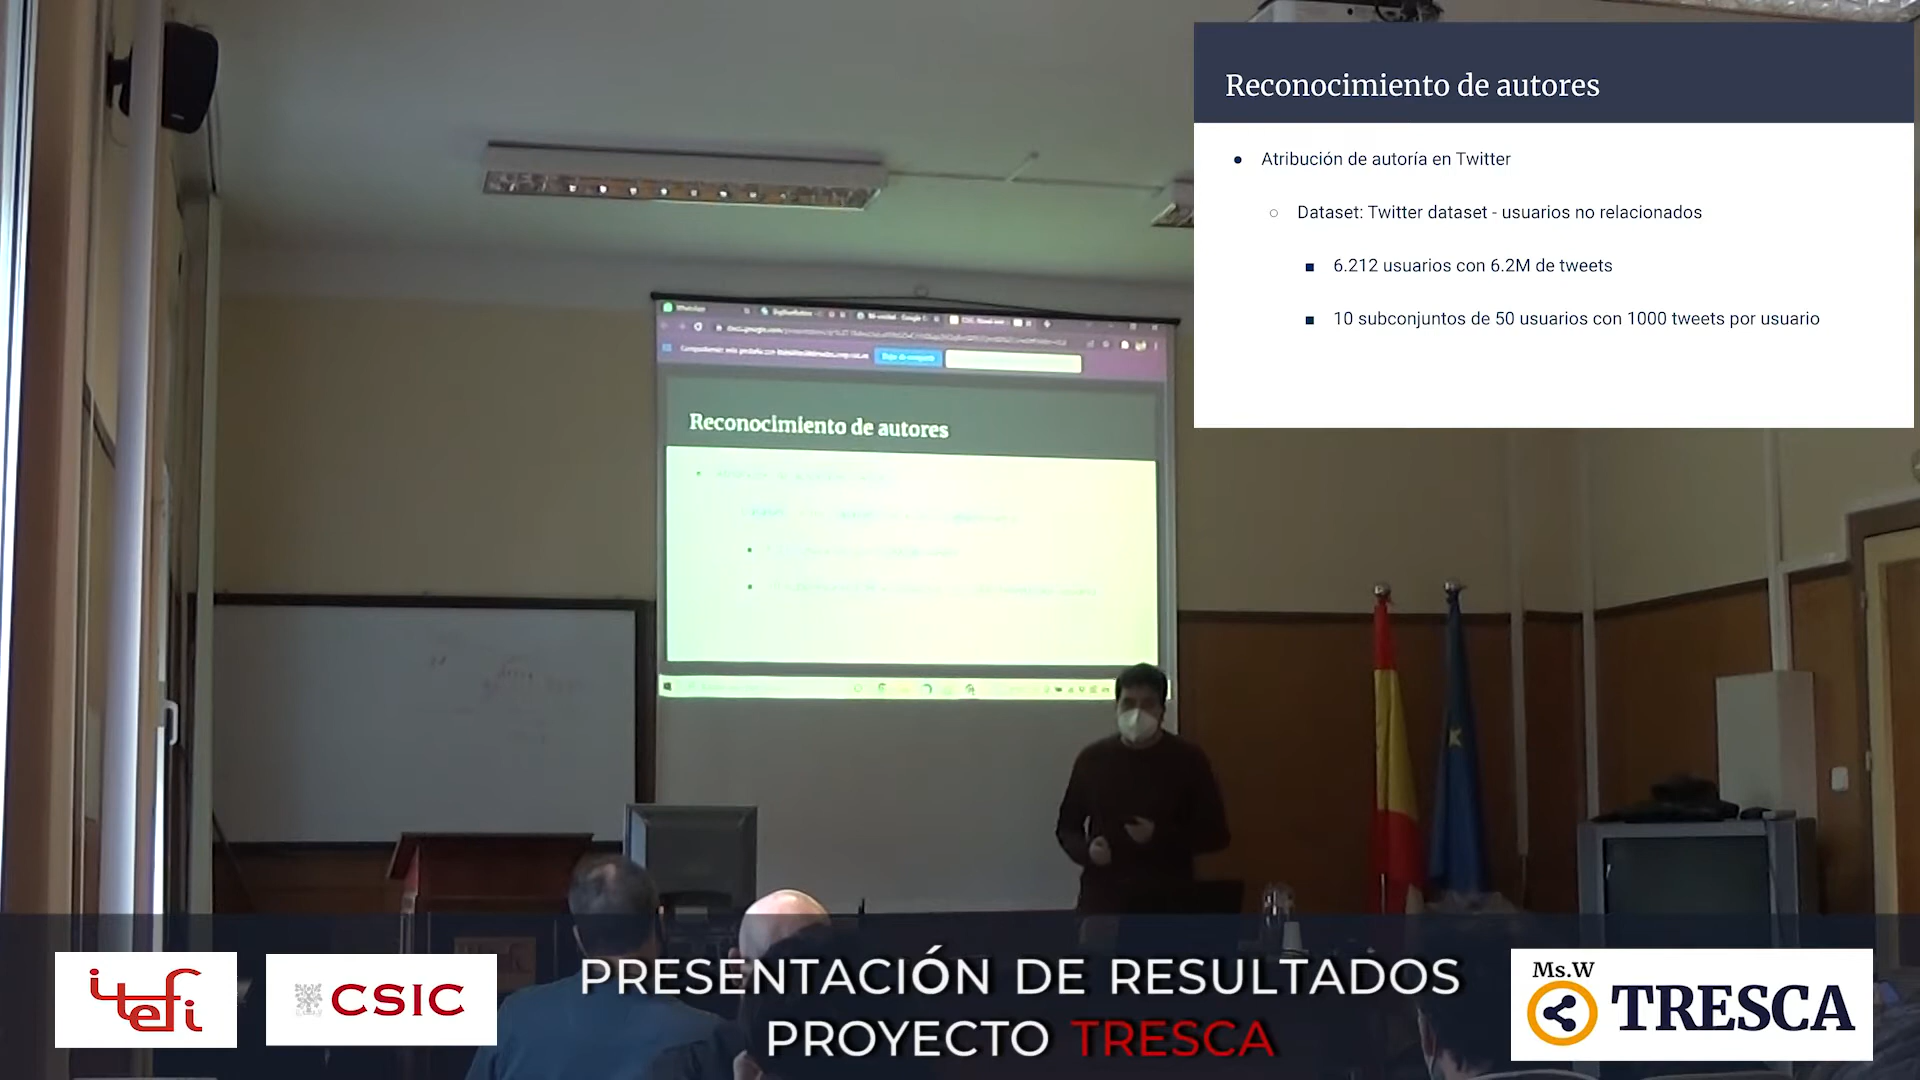 Reconocimiento de autores
● Atribución de autoría en Twitter
○ Dataset: Twitter dataset - usuarios no relacionados
■ 6.212 usuarios con 6.2M de tweets
■ 10 subconjuntos de 50 usuarios con 1000 tweets por usuario
WhatsApp
Reconocimiento de autores
itefi
CSIC
PRESENTACIÓN DE RESULTADOS
PROYECTO TRESCA
Ms.W
TRESCA